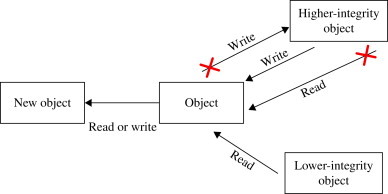 Higher-integrity
object
Write
Write
Read
New object
Object
Read or write
Read
Lower-integrity
object